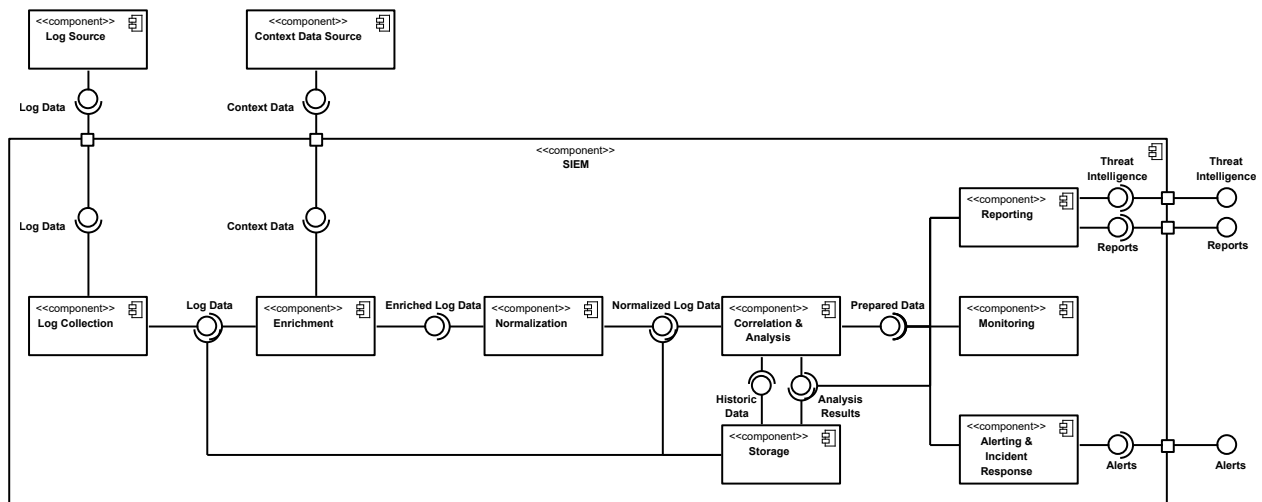 <<component>>
Log Source
<<component>>
Context Data Source
Log Data
Context Data
<<component>>
SIEM
Threat
Intelligence
Threat
Intelligence
<<component>>
Reporting
Log Data
Context Data
Reports
Reports
<<component>>
Log Collection
Log Data
<<component>>
Enrichment
Enriched Log Data
<<component>>
Normalization
Normalized Log Data
<<component>>
Correlation &
Analysis
Prepared Data
<<component>>
Monitoring
Historic
Data
Analysis
Results
<<component>>
Storage
<<component>>
Alerting &
Incident
Response
Alerts
Alerts